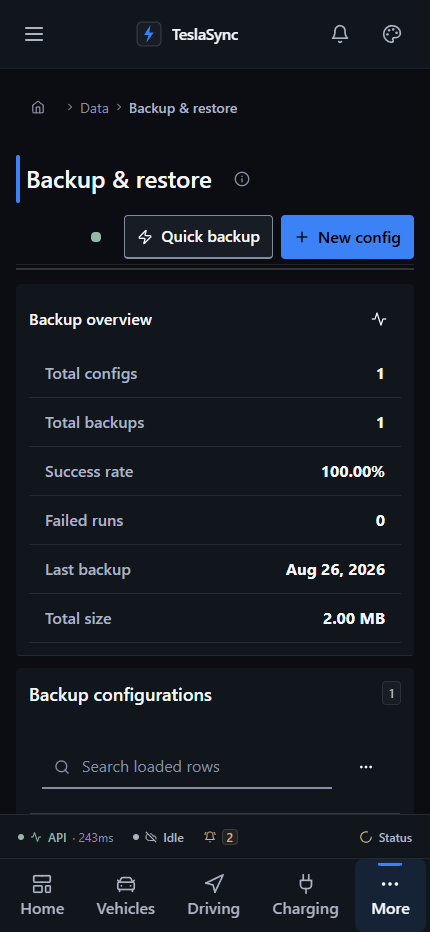 TeslaSync
Data
Backup & restore
Backup & restore
Quick backup
New config
Backup overview
Total configs 1
Total backups 1
Success rate 100.00%
Failed runs 0
Last backup Aug 26, 2026
Total size 2.00 MB
Backup configurations 1
Search loaded rows
API · 243ms Idle 2 Status
Home Vehicles Driving Charging More